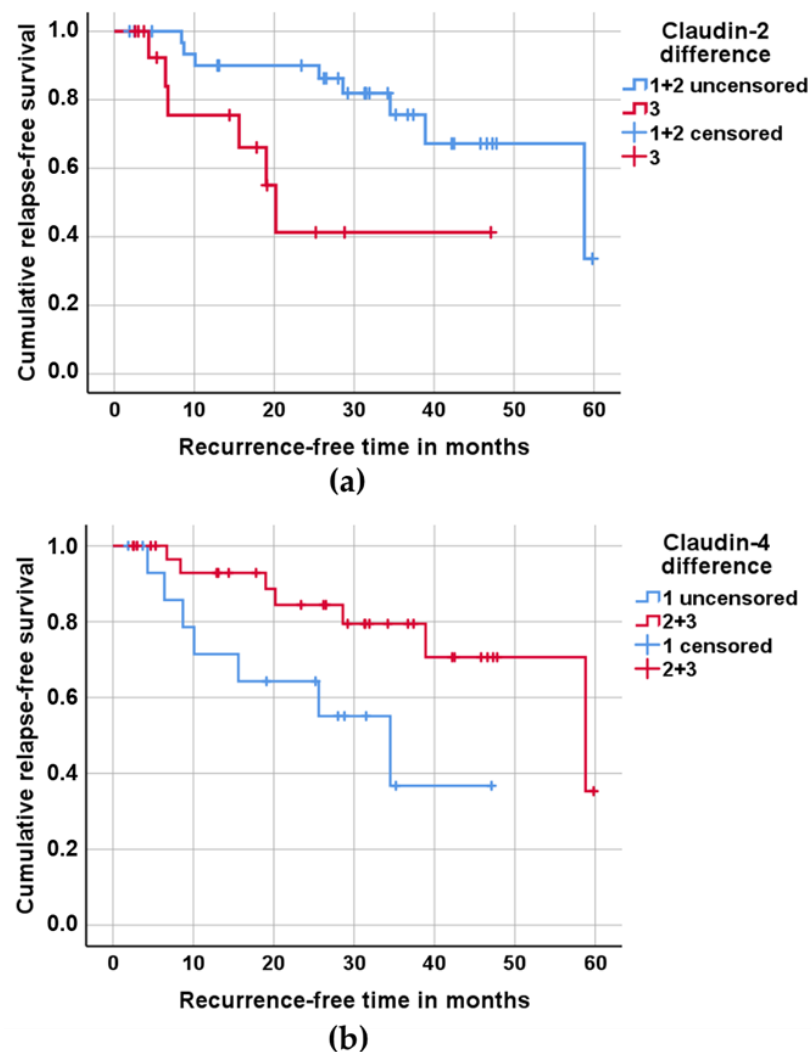 Claudin-2
difference
1+2 uncensored
3
1+2 censored
3
Cumulative relapse-free survival
1.0
0.8
0.6
0.4
0.2
0.0
0 10 20 30 40 50 60
Recurrence-free time in months
(a)
Claudin-4
difference
1 uncensored
2+3
1 censored
2+3
Cumulative relapse-free survival
1.0
0.8
0.6
0.4
0.2
0.0
0 10 20 30 40 50 60
Recurrence-free time in months
(b)